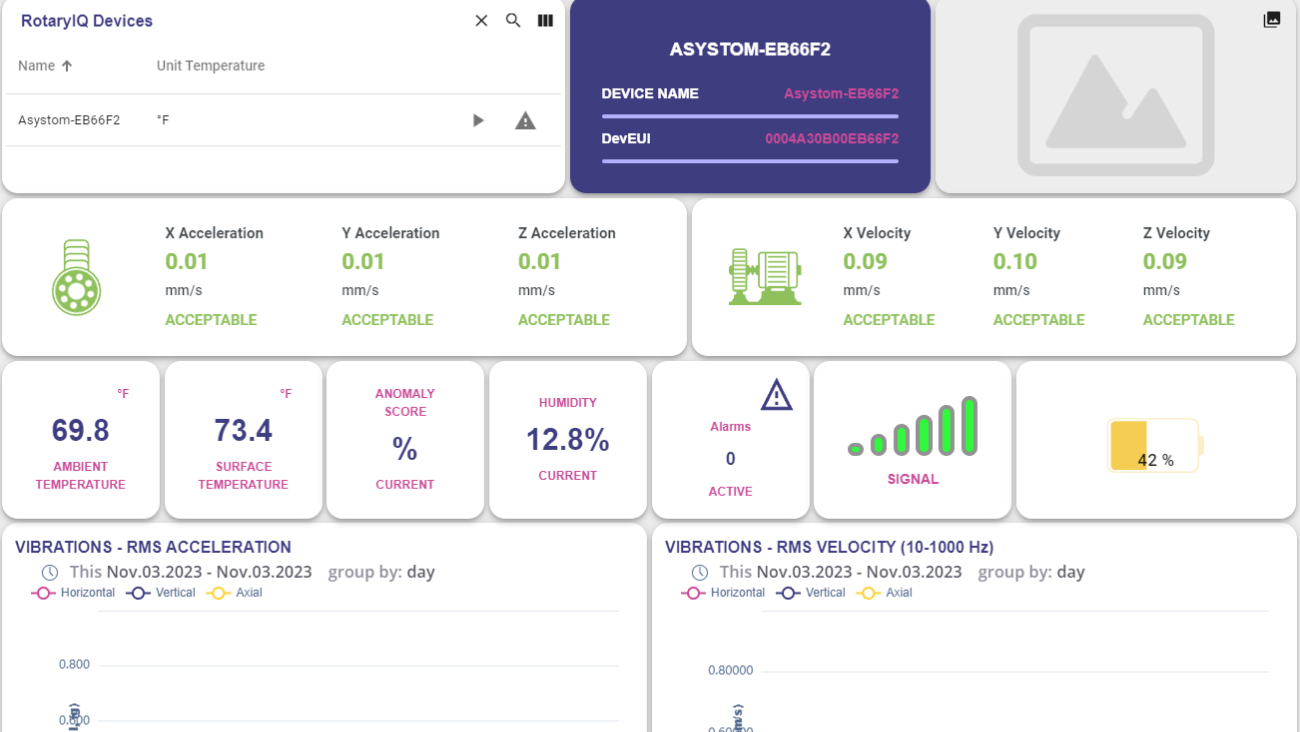 RotaryIQ Devices
Name
Unit Temperature
Asystom-EB66F2
°F
ASYSTOM-EB66F2
DEVICE NAME
Asystom-EB66F2
DevEUI
0004A30B00EB66F2
X Acceleration
Y Acceleration
Z Acceleration
0.01
0.01
0.01
mm/s
mm/s
mm/s
ACCEPTABLE
ACCEPTABLE
ACCEPTABLE
X Velocity
Y Velocity
Z Velocity
0.09
0.10
0.09
mm/s
mm/s
mm/s
ACCEPTABLE
ACCEPTABLE
ACCEPTABLE
°F
69.8
AMBIENT
TEMPERATURE
°F
73.4
SURFACE
TEMPERATURE
ANOMALY
SCORE
%
CURRENT
HUMIDITY
12.8%
CURRENT
Alarms
0
ACTIVE
SIGNAL
42 %
VIBRATIONS - RMS ACCELERATION
This Nov.03.2023 - Nov.03.2023 group by: day
Horizontal Vertical Axial
0.800
0.600
VIBRATIONS - RMS VELOCITY (10-1000 Hz)
This Nov.03.2023 - Nov.03.2023 group by: day
Horizontal Vertical Axial
0.80000